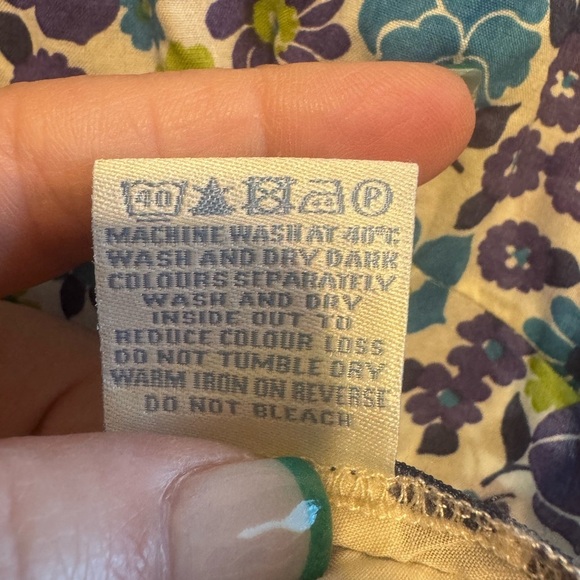 40 P
MACHINE WASH AT 40°C
WASH AND DRY DARK
COLOURS SEPARATELY
WASH AND DRY
INSIDE OUT TO
REDUCE COLOUR LOSS
DO NOT TUMBLE DRY
WARM IRON ON REVERSE
DO NOT BLEACH